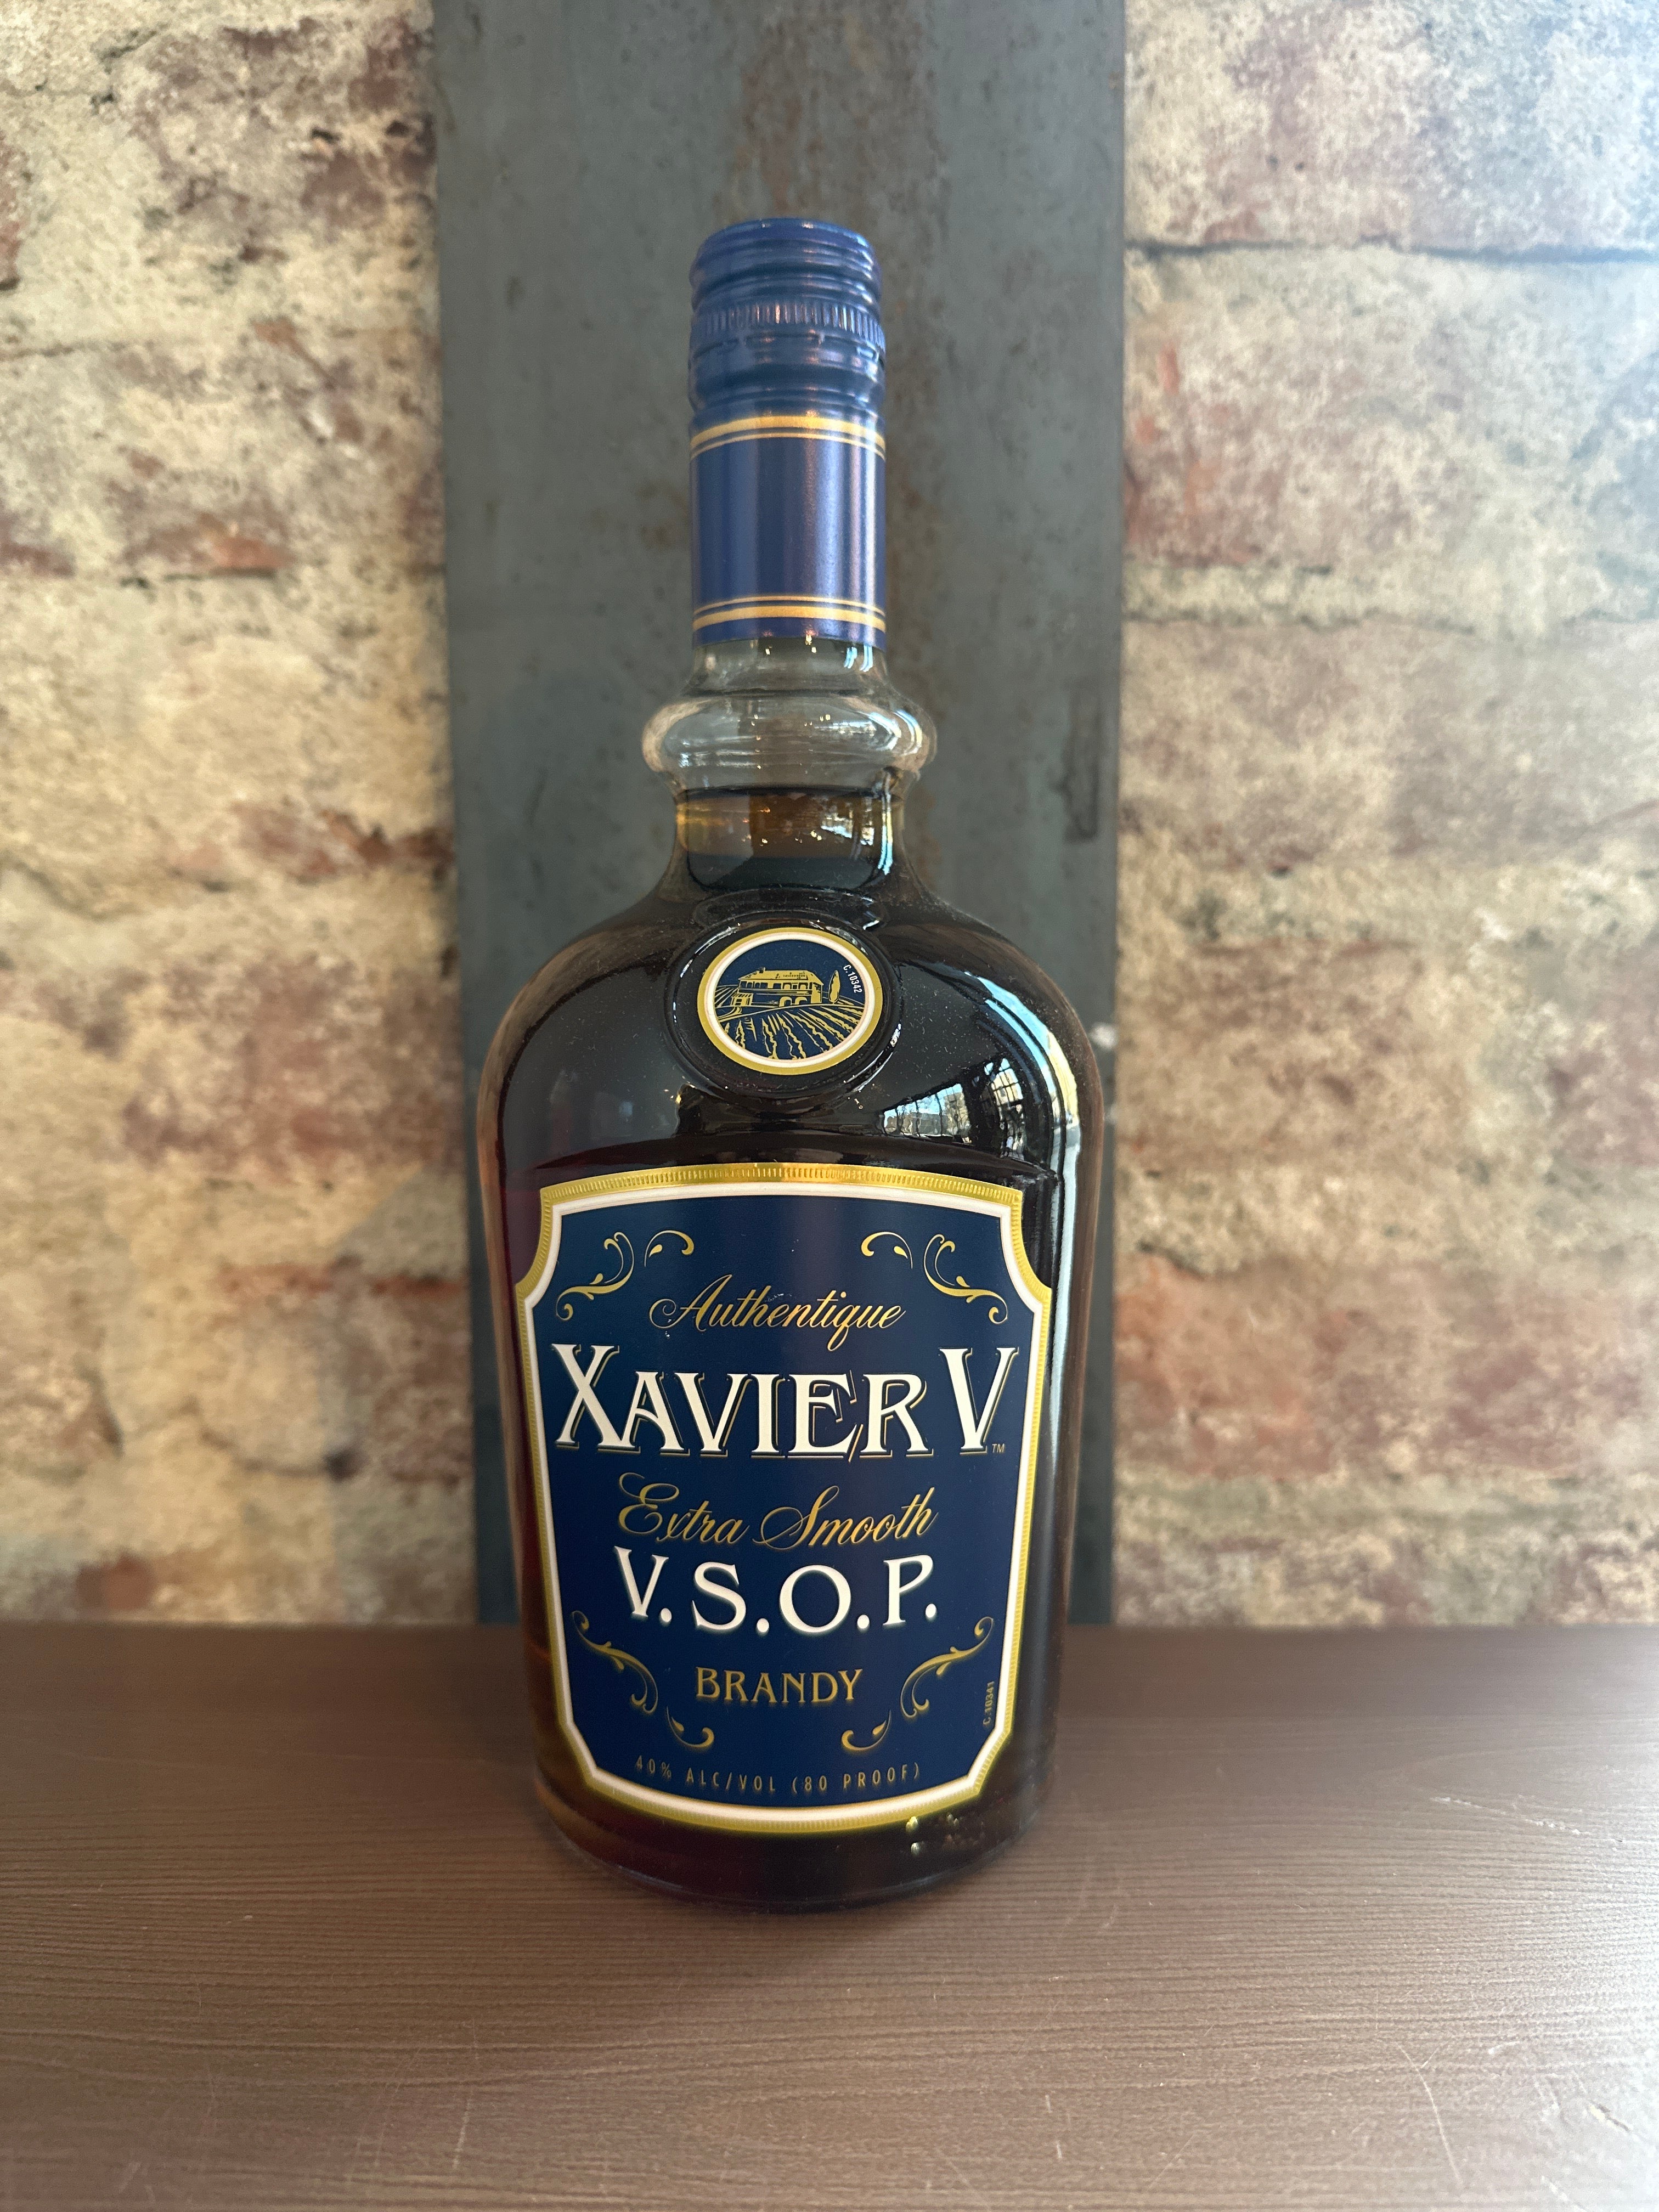 C.10342
Authentique
XAVIER V
TM
Extra Smooth
V.S.O.P.
BRANDY
C.10341
40% ALC/VOL (80 PROOF)